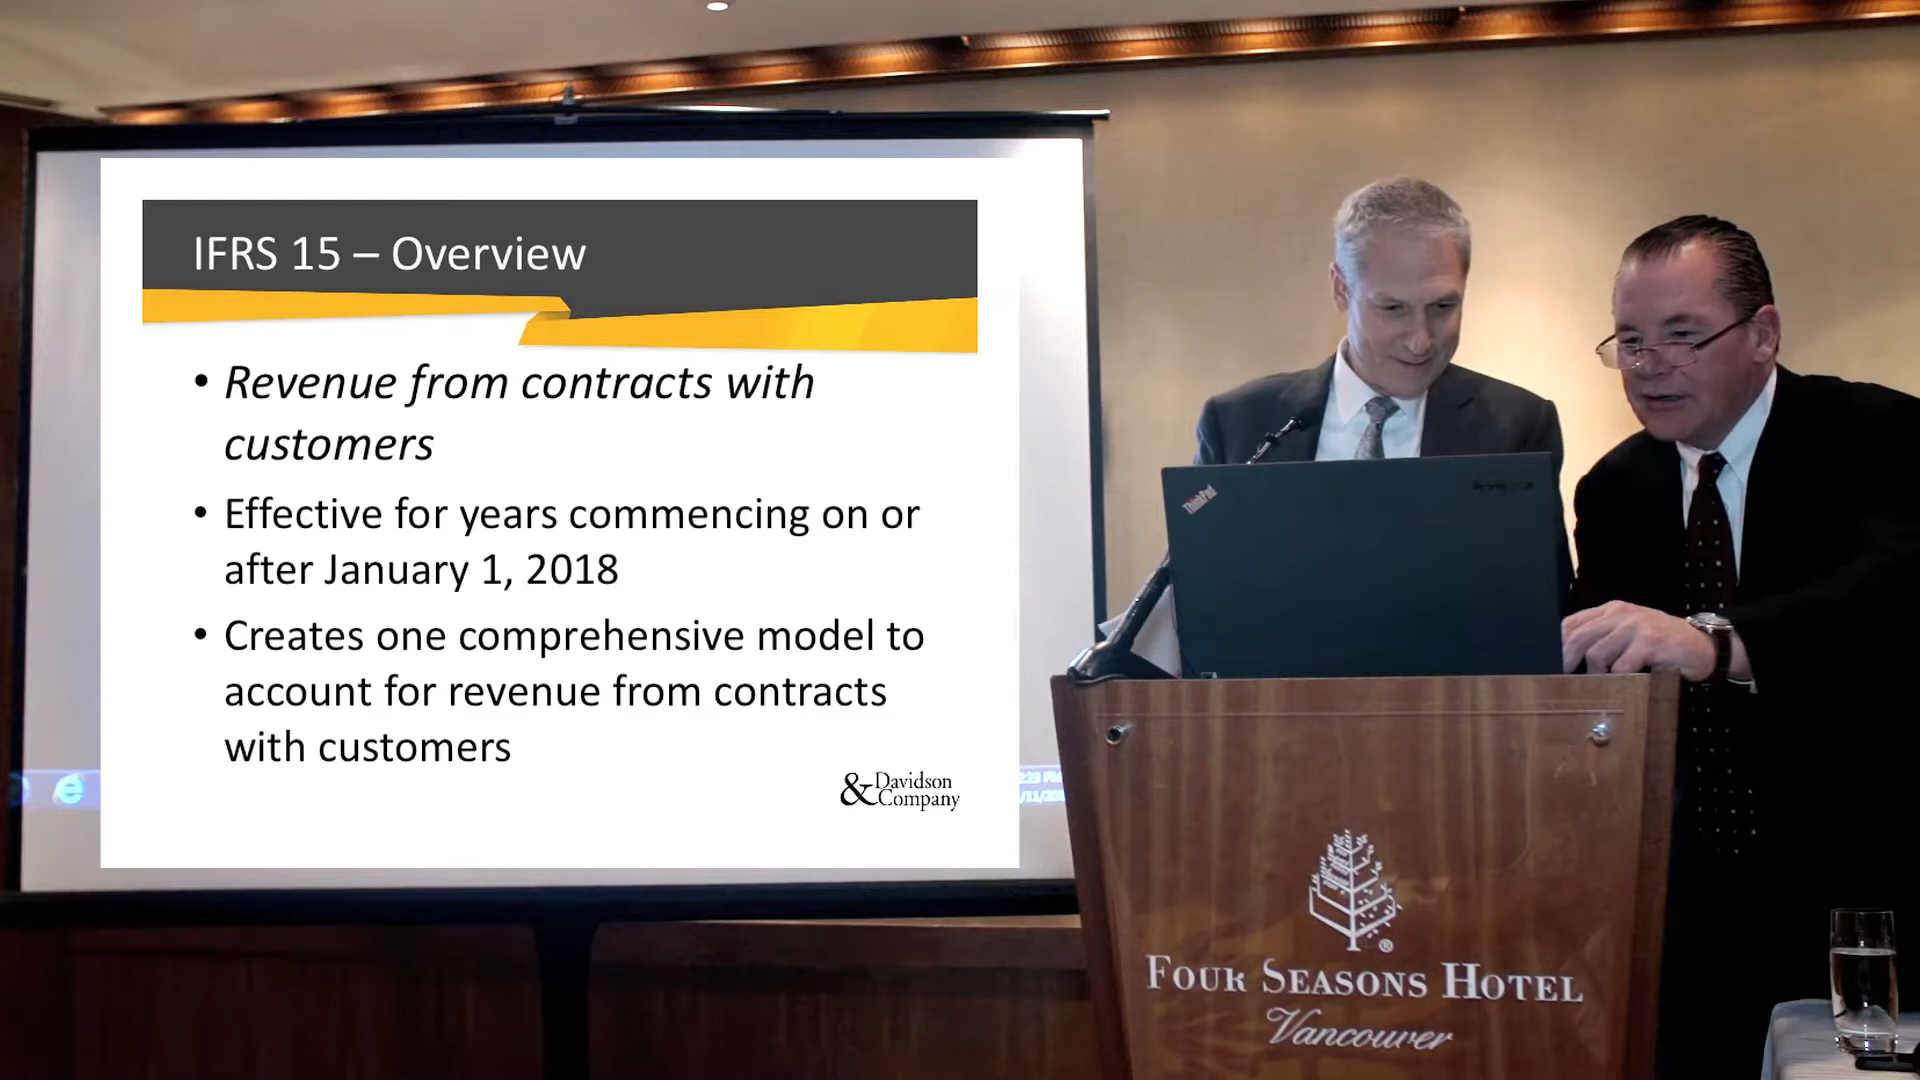 IFRS 15 – Overview
• Revenue from contracts with
customers
• Effective for years commencing on or
after January 1, 2018
• Creates one comprehensive model to
account for revenue from contracts
with customers
& Davidson
Company
ThinkPad
®
FOUR SEASONS HOTEL
Vancouver